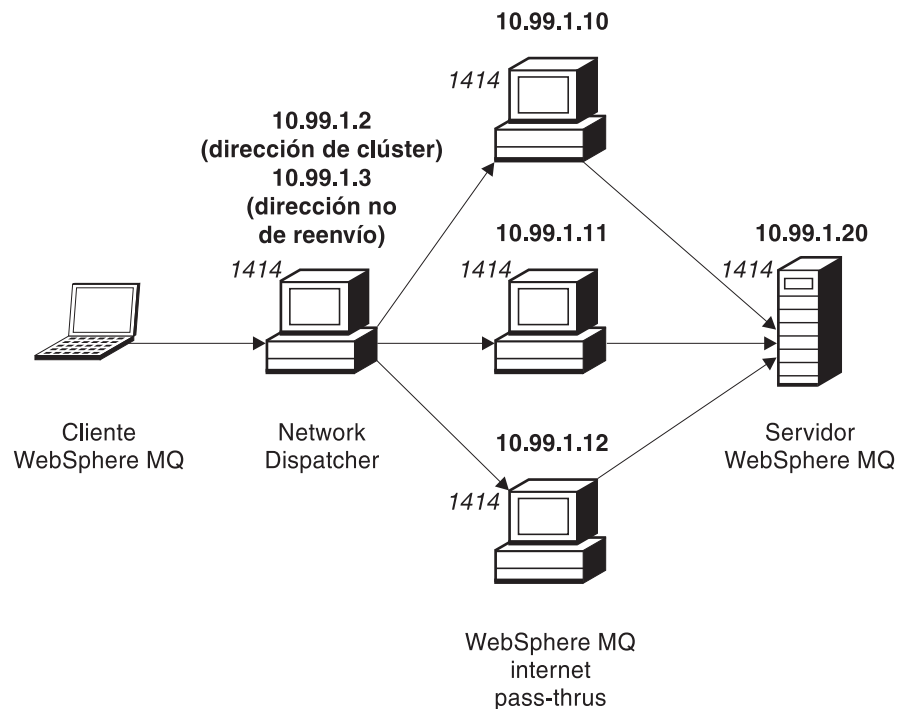 10.99.1.10
1414
10.99.1.2
(dirección de clúster)
10.99.1.3
(dirección no
de reenvío)
1414
10.99.1.11
1414
10.99.1.20
1414
Cliente
WebSphere MQ
Network
Dispatcher
10.99.1.12
1414
Servidor
WebSphere MQ
WebSphere MQ
internet
pass-thrus